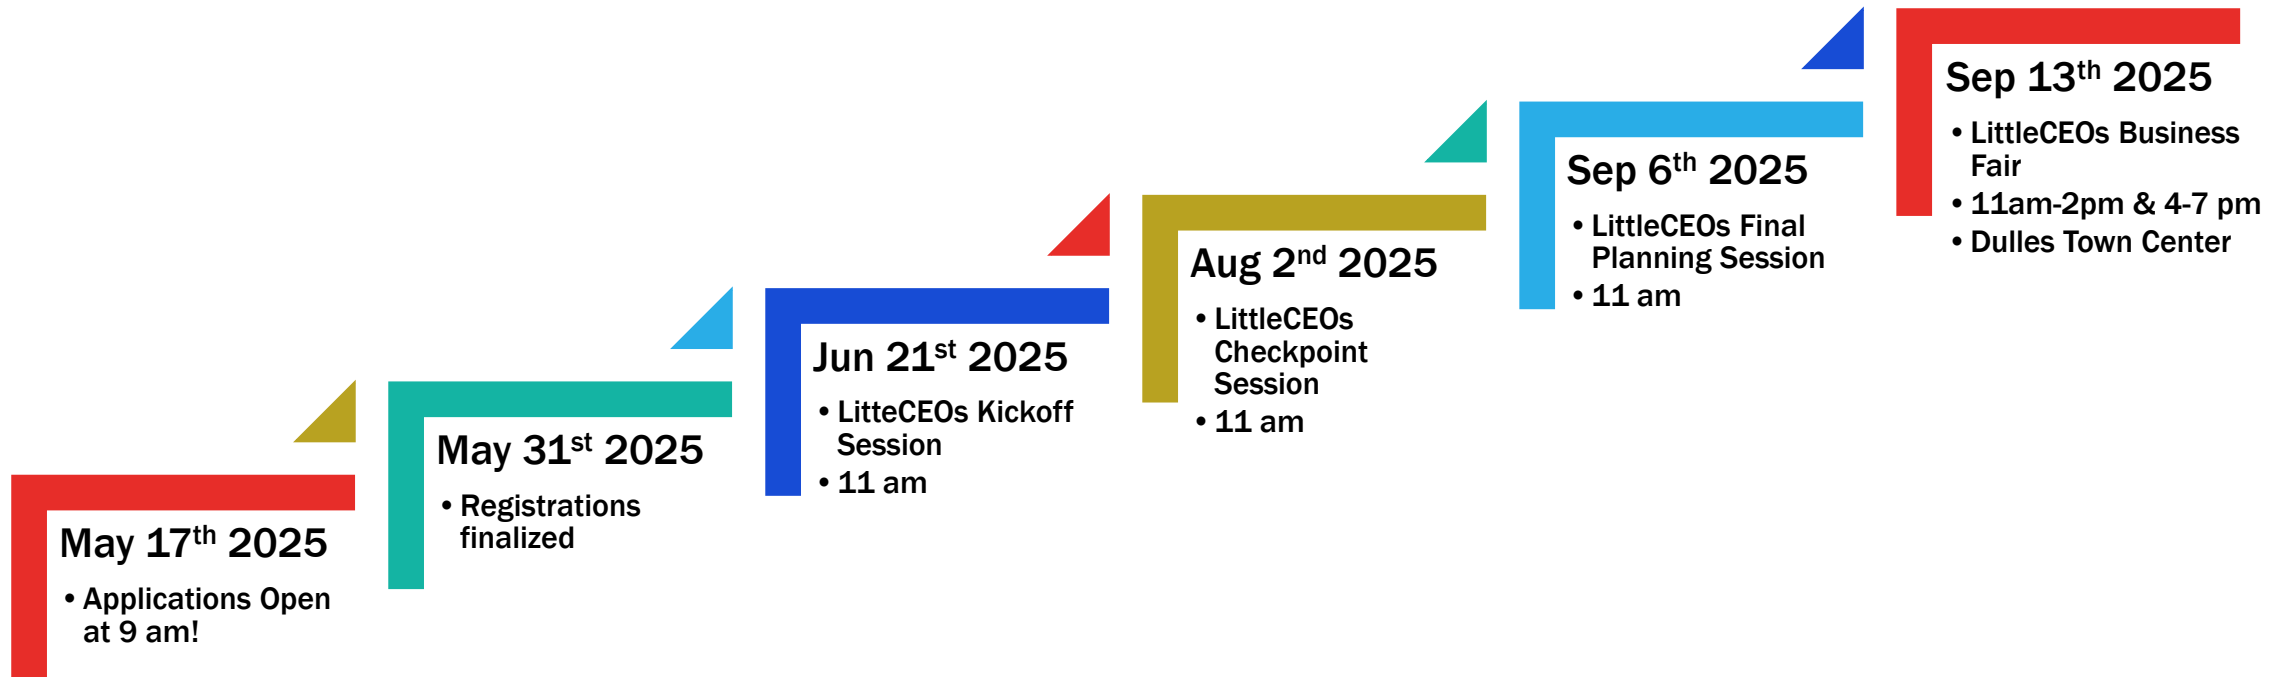 May 17th 2025
• Applications Open
at 9 am!
May 31st 2025
• Registrations
finalized
Jun 21st 2025
• LitteCEOs Kickoff
Session
• 11 am
Aug 2nd 2025
• LittleCEOs
Checkpoint
Session
• 11 am
Sep 6th 2025
• LittleCEOs Final
Planning Session
• 11 am
Sep 13th 2025
• LittleCEOs Business
Fair
• 11am-2pm & 4-7 pm
• Dulles Town Center